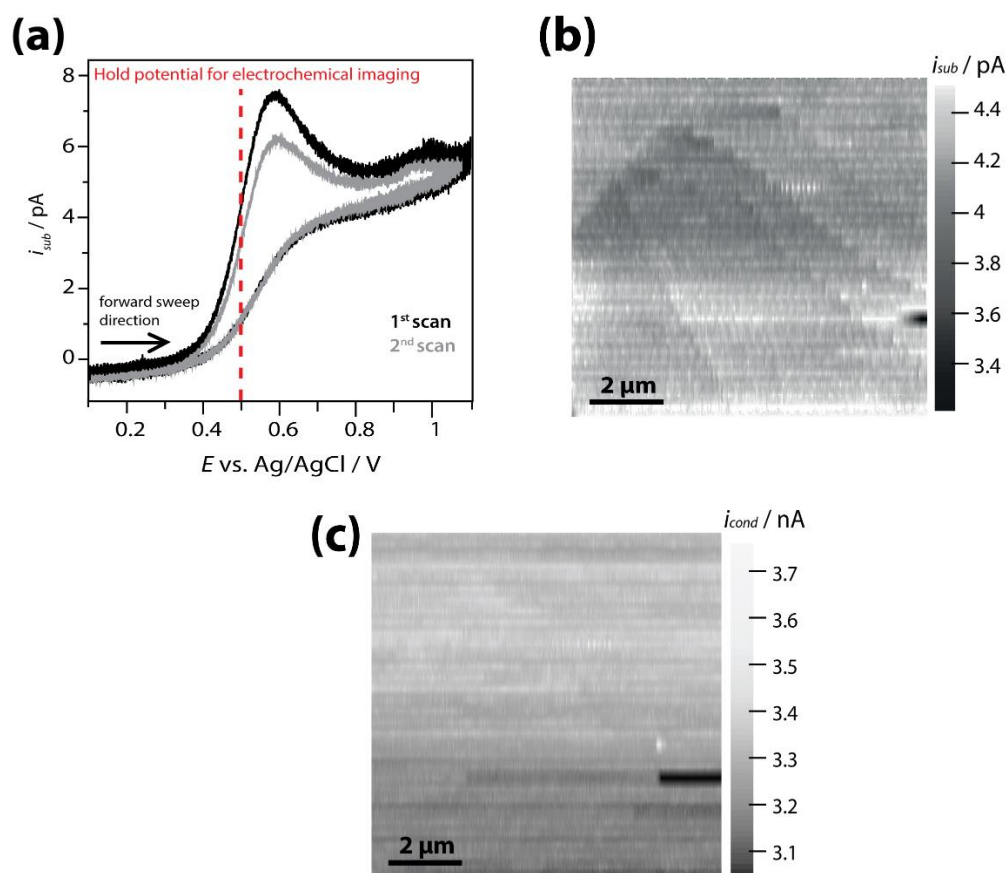 (a)
Hold potential for electrochemical imaging
8
6
4
2
0
i_sub / pA
forward sweep
direction
1st scan
2nd scan
0.2
0.4
0.6
0.8
1
E vs. Ag/AgCl / V
(b)
i_sub / pA
4.4
4.2
4
3.8
3.6
3.4
2 µm
(c)
i_cond / nA
3.7
3.6
3.5
3.4
3.3
3.2
3.1
2 µm